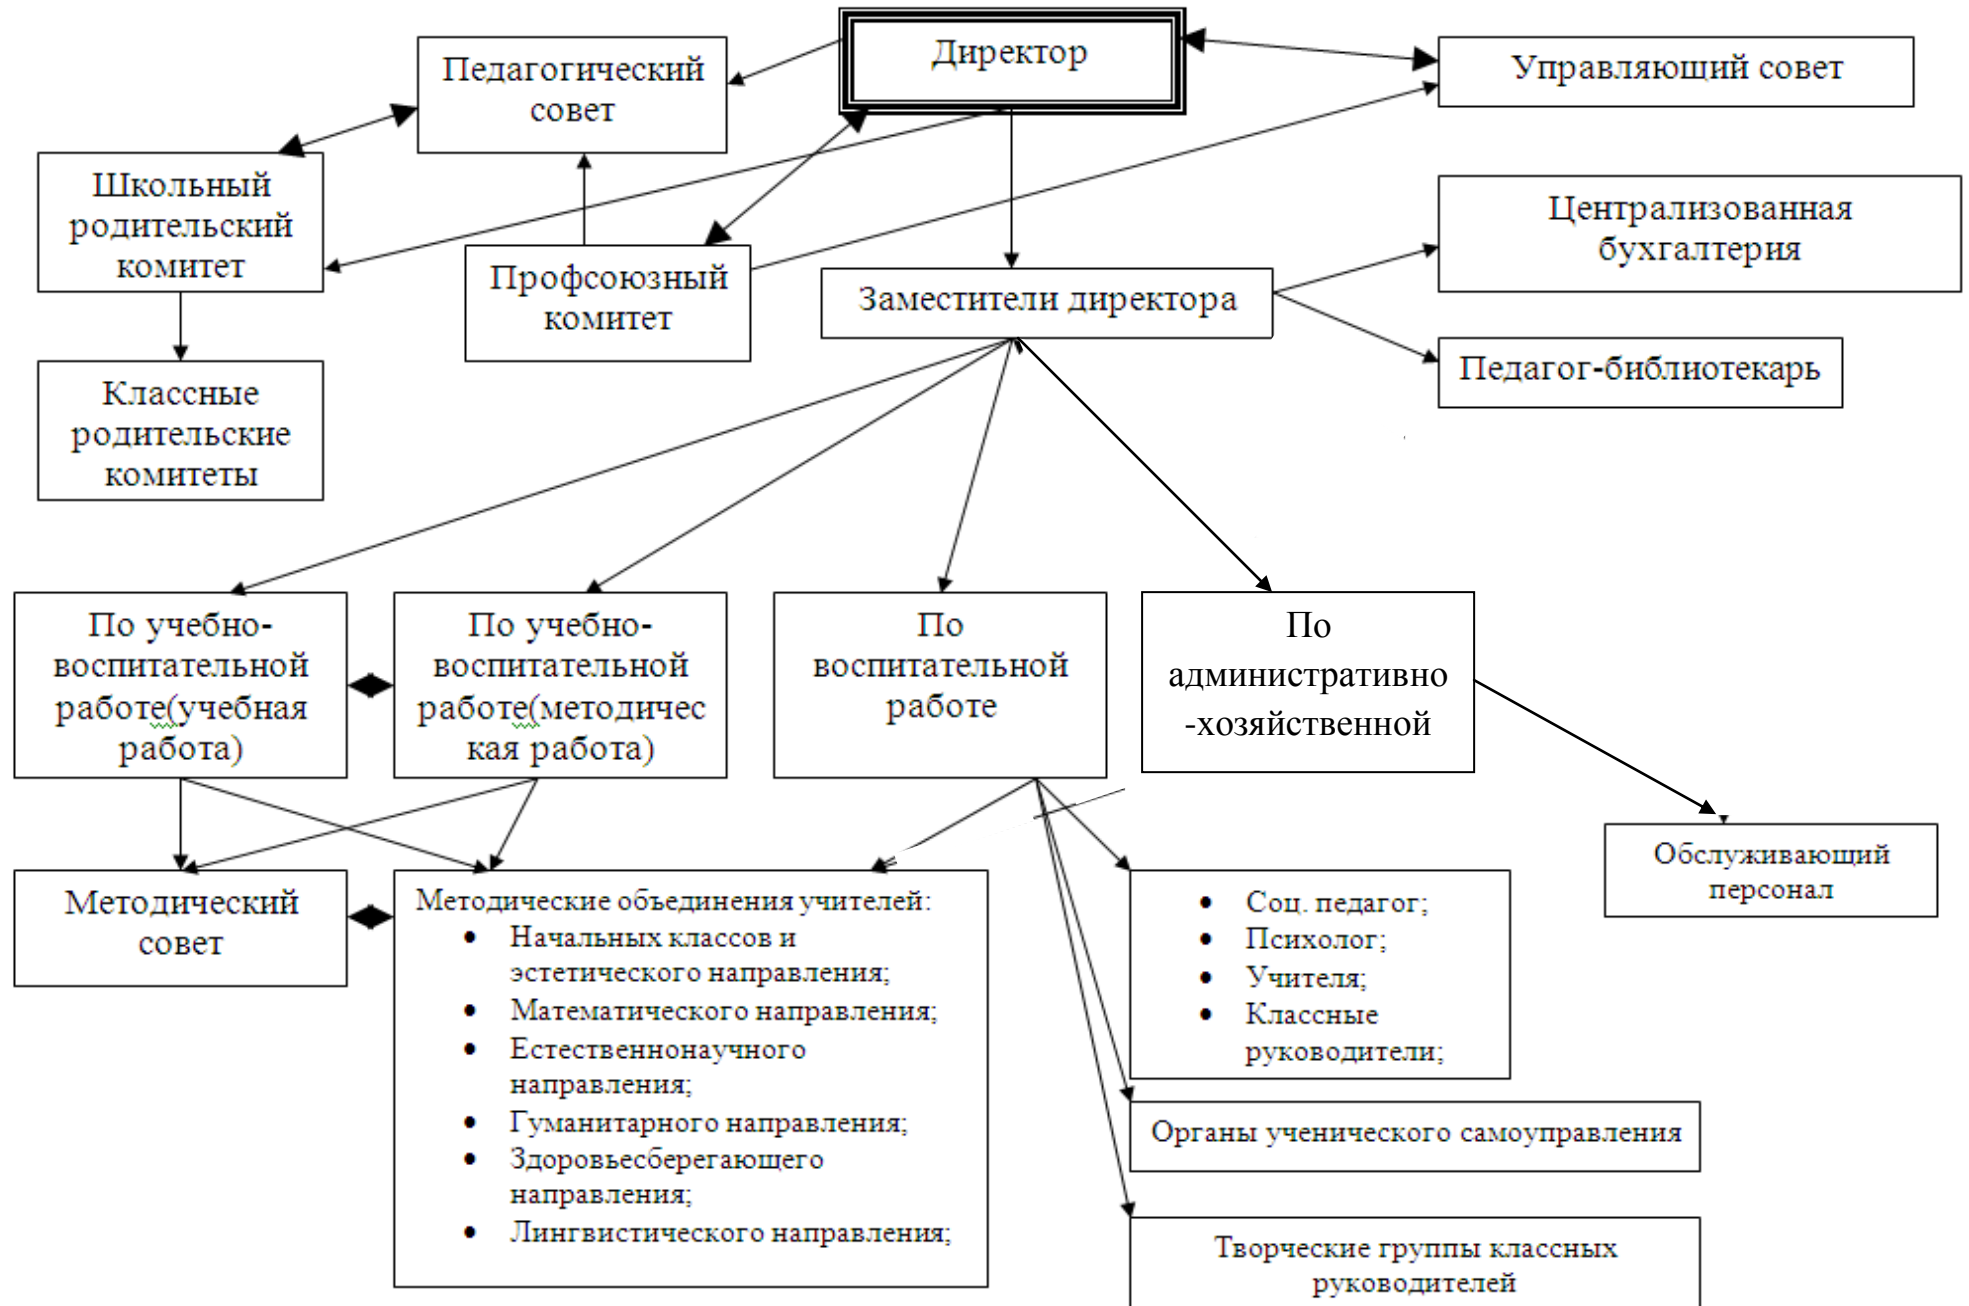 Директор
Педагогический
совет
Управляющий совет
Школьный
родительский
комитет
Профсоюзный
комитет
Заместители директора
Централизованная
бухгалтерия
Педагог-библиотекарь
Классные
родительские
комитеты
По учебно-
воспитательной
работе(учебная
работа)
По учебно-
воспитательной
работе(методичес
кая работа)
По
воспитательной
работе
По
административно
-хозяйственной
Обслуживающий
персонал
Методический
совет
Методические объединения учителей:
• Начальных классов и
эстетического направления;
• Математического направления;
• Естественнонаучного
направления;
• Гуманитарного направления;
• Здоровьесберегающего
направления;
• Лингвистического направления;
• Соц. педагог;
• Психолог;
• Учителя;
• Классные
руководители;
Органы ученического самоуправления
Творческие группы классных
руководителей